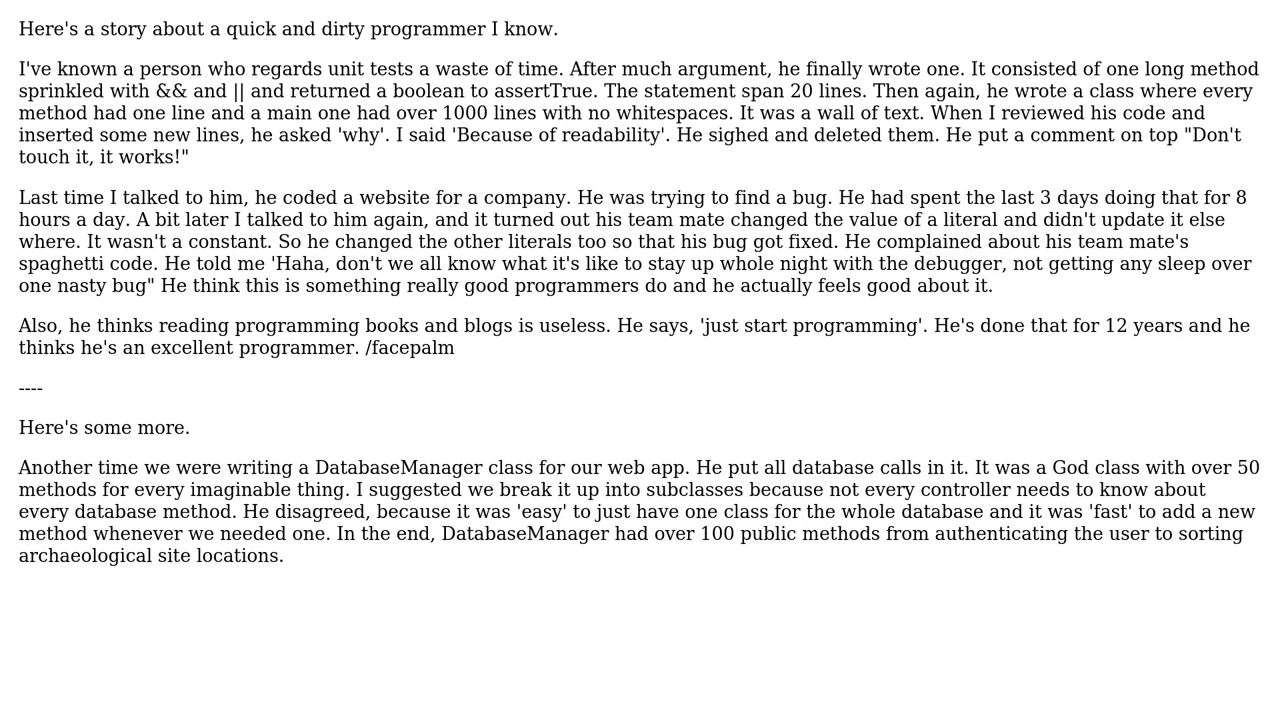 Here's a story about a quick and dirty programmer I know.
I've known a person who regards unit tests a waste of time. After much argument, he finally wrote one. It consisted of one long method
sprinkled with && and || and returned a boolean to assertTrue. The statement span 20 lines. Then again, he wrote a class where every
method had one line and a main one had over 1000 lines with no whitespaces. It was a wall of text. When I reviewed his code and
inserted some new lines, he asked 'why'. I said 'Because of readability'. He sighed and deleted them. He put a comment on top "Don't
touch it, it works!"
Last time I talked to him, he coded a website for a company. He was trying to find a bug. He had spent the last 3 days doing that for 8
hours a day. A bit later I talked to him again, and it turned out his team mate changed the value of a literal and didn't update it else
where. It wasn't a constant. So he changed the other literals too so that his bug got fixed. He complained about his team mate's
spaghetti code. He told me 'Haha, don't we all know what it's like to stay up whole night with the debugger, not getting any sleep over
one nasty bug" He think this is something really good programmers do and he actually feels good about it.
Also, he thinks reading programming books and blogs is useless. He says, 'just start programming'. He's done that for 12 years and he
thinks he's an excellent programmer. /facepalm
----
Here's some more.
Another time we were writing a DatabaseManager class for our web app. He put all database calls in it. It was a God class with over 50
methods for every imaginable thing. I suggested we break it up into subclasses because not every controller needs to know about
every database method. He disagreed, because it was 'easy' to just have one class for the whole database and it was 'fast' to add a new
method whenever we needed one. In the end, DatabaseManager had over 100 public methods from authenticating the user to sorting
archaeological site locations.